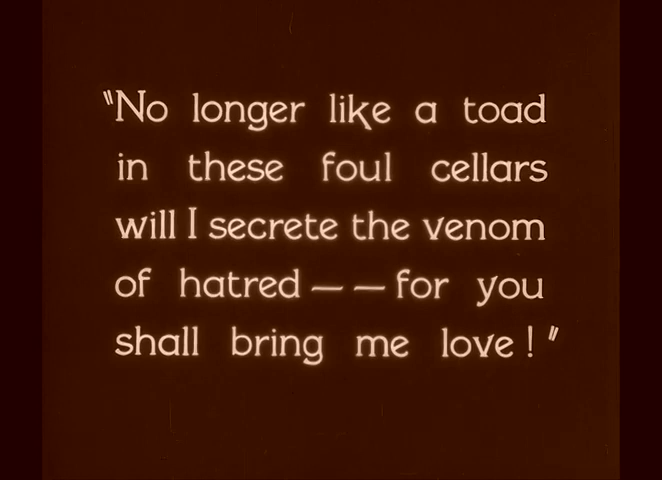 "No longer like a toad
in these foul cellars
will I secrete the venom
of hatred — — for you
shall bring me love!"